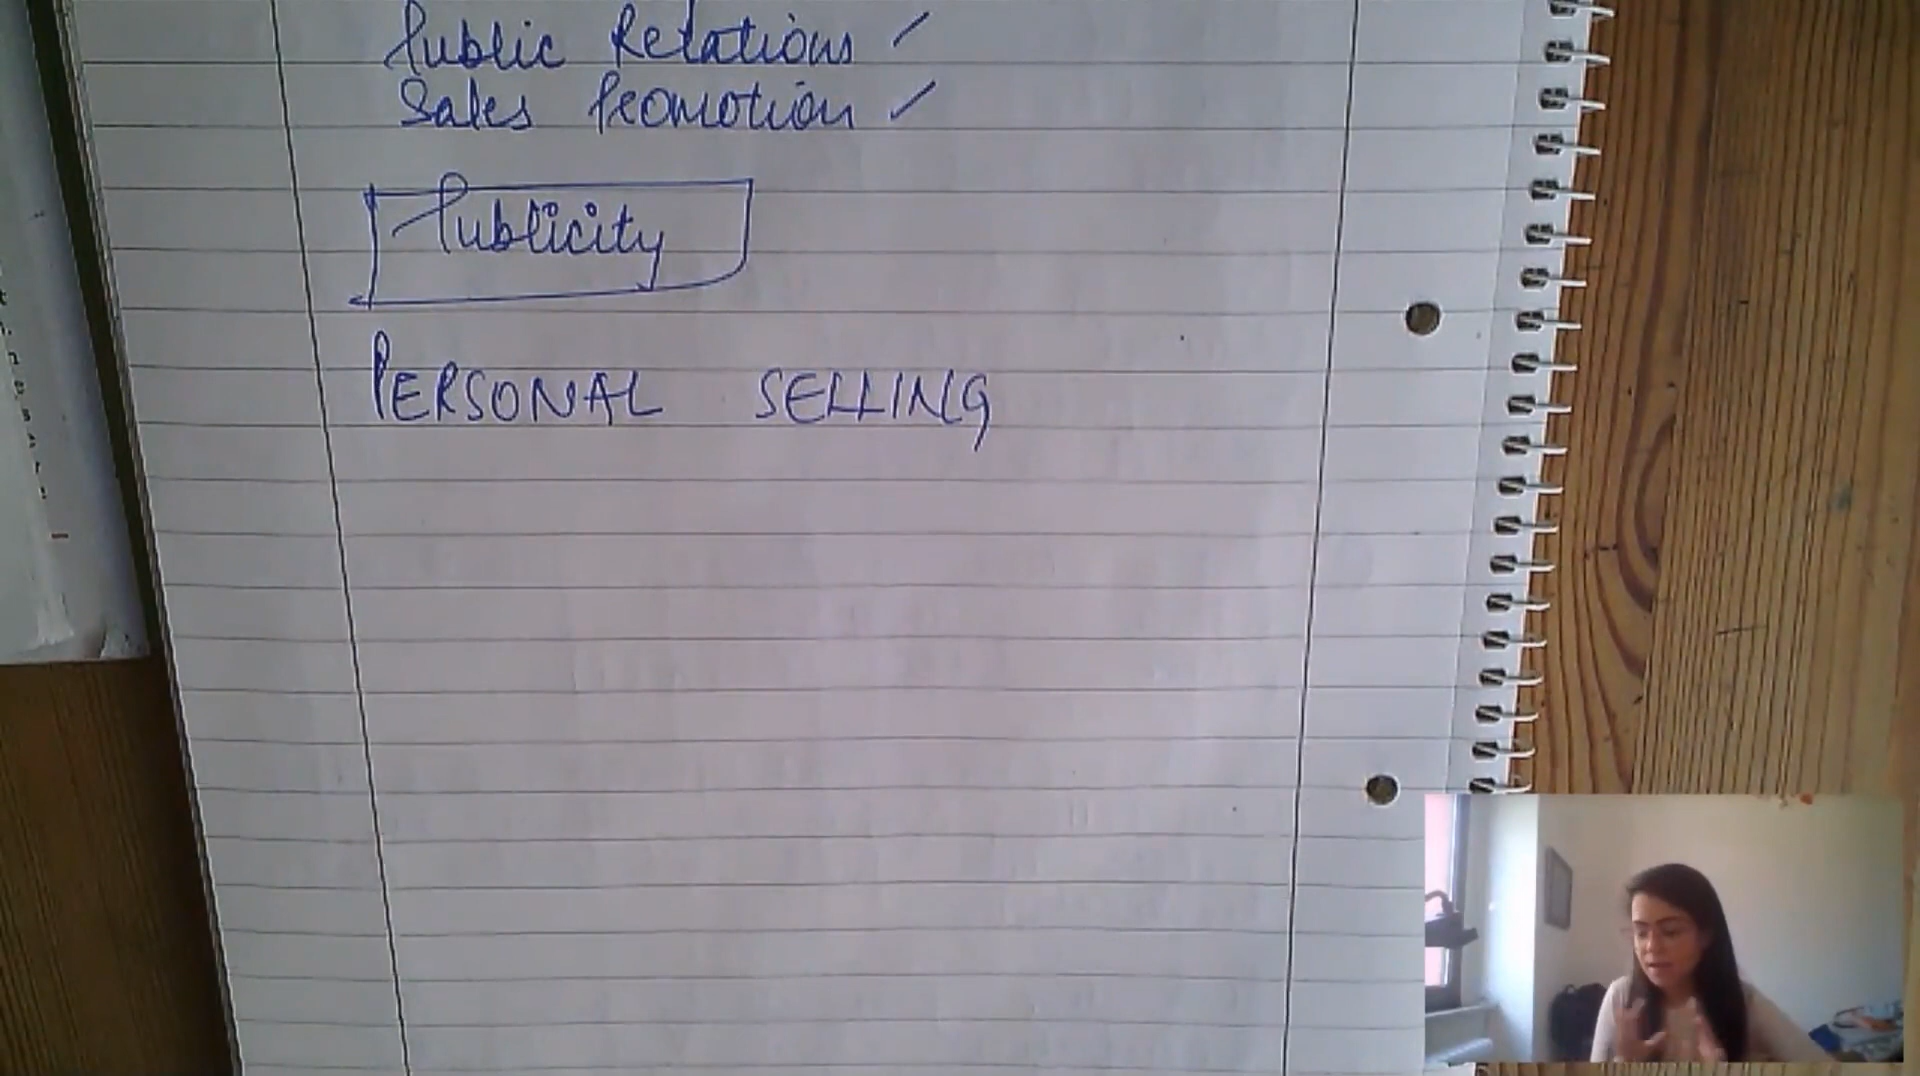 Public Relations ✓
Sales Promotion ✓
Publicity
PERSONAL SELLING